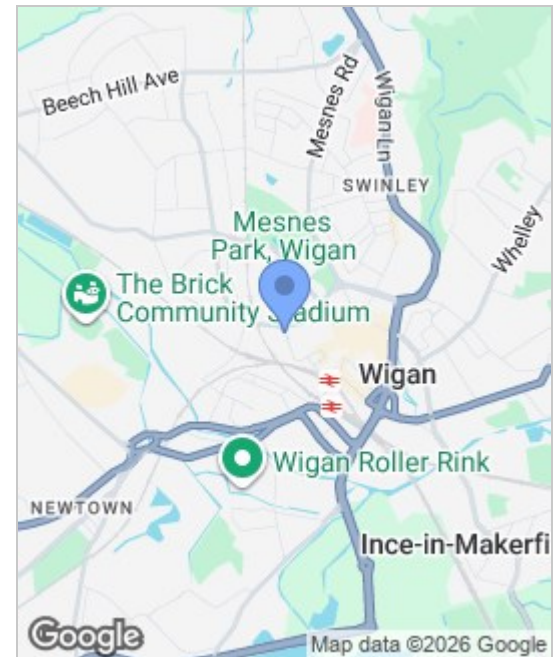 Beech Hill Ave
Mesnes Rd
Wigan Ln
SWINLEY
Whelley
Mesnes
Park, Wigan
The Brick
Community Stadium
Wigan
Wigan Roller Rink
NEWTOWN
Ince-in-Makerfi
Google
Map data ©2026 Google